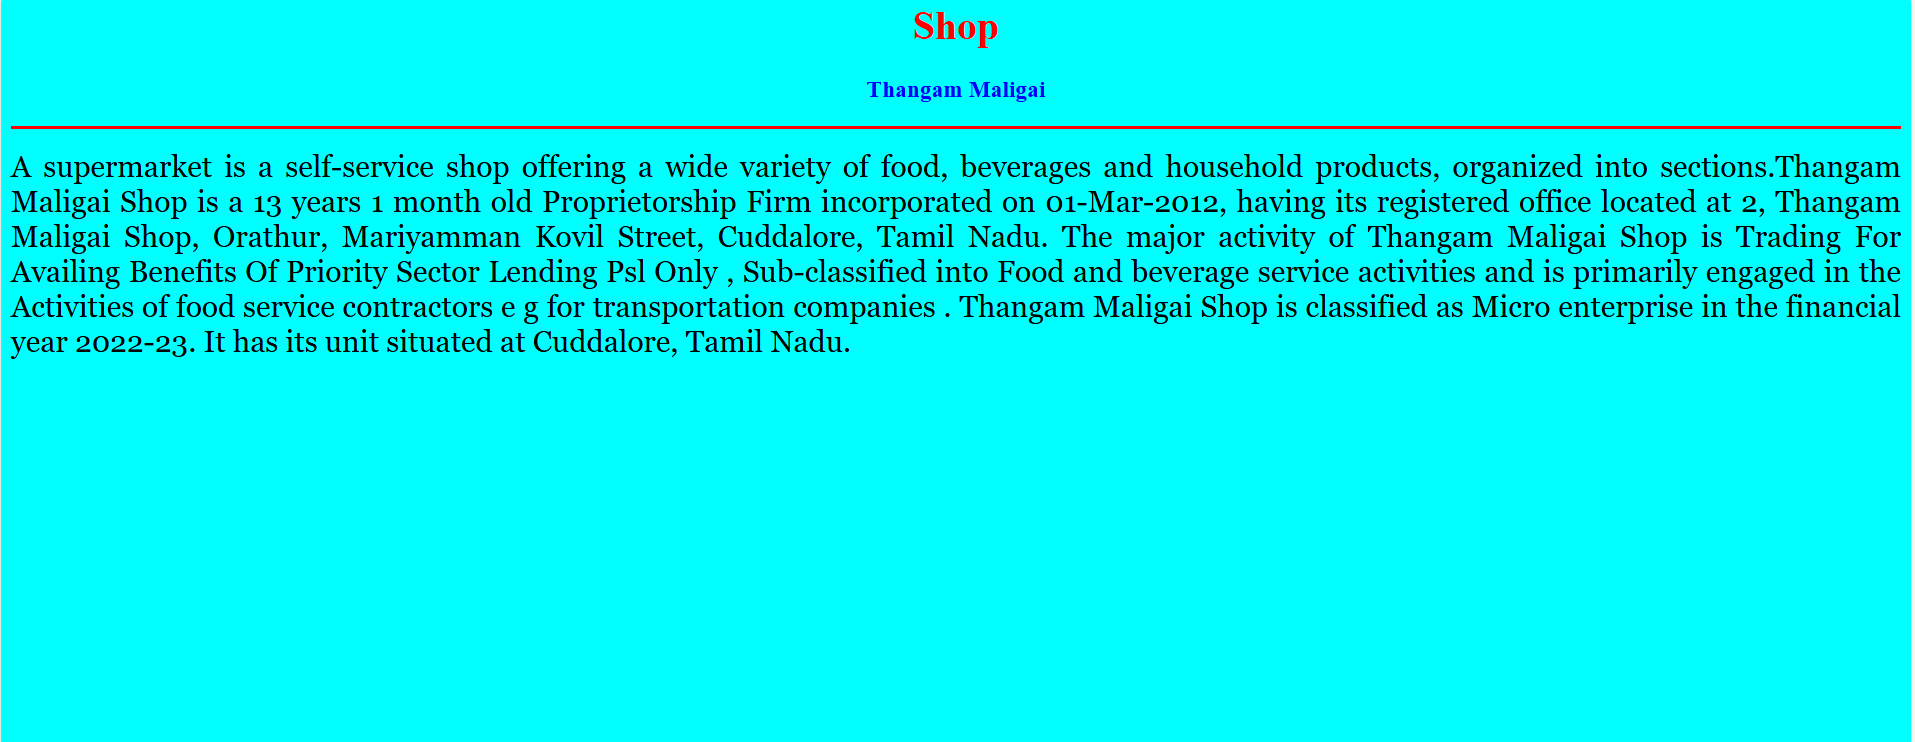 Shop
Thangam Maligai
A supermarket is a self-service shop offering a wide variety of food, beverages and household products, organized into sections.Thangam
Maligai Shop is a 13 years 1 month old Proprietorship Firm incorporated on 01-Mar-2012, having its registered office located at 2, Thangam
Maligai Shop, Orathur, Mariyamman Kovil Street, Cuddalore, Tamil Nadu. The major activity of Thangam Maligai Shop is Trading For
Availing Benefits Of Priority Sector Lending Psl Only , Sub-classified into Food and beverage service activities and is primarily engaged in the
Activities of food service contractors e g for transportation companies . Thangam Maligai Shop is classified as Micro enterprise in the financial
year 2022-23. It has its unit situated at Cuddalore, Tamil Nadu.